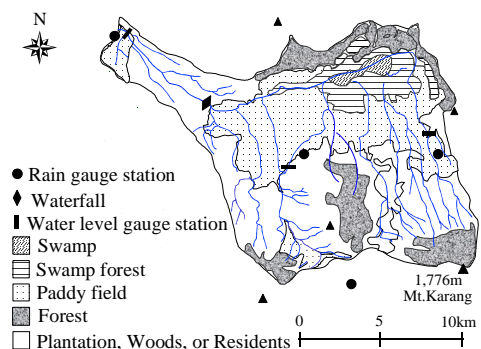 N
Rain gauge station
Waterfall
Water level gauge station
Swamp
Swamp forest
Paddy field
Forest
Plantation, Woods, or Residents
1,776m
Mt.Karang
0 5 10km